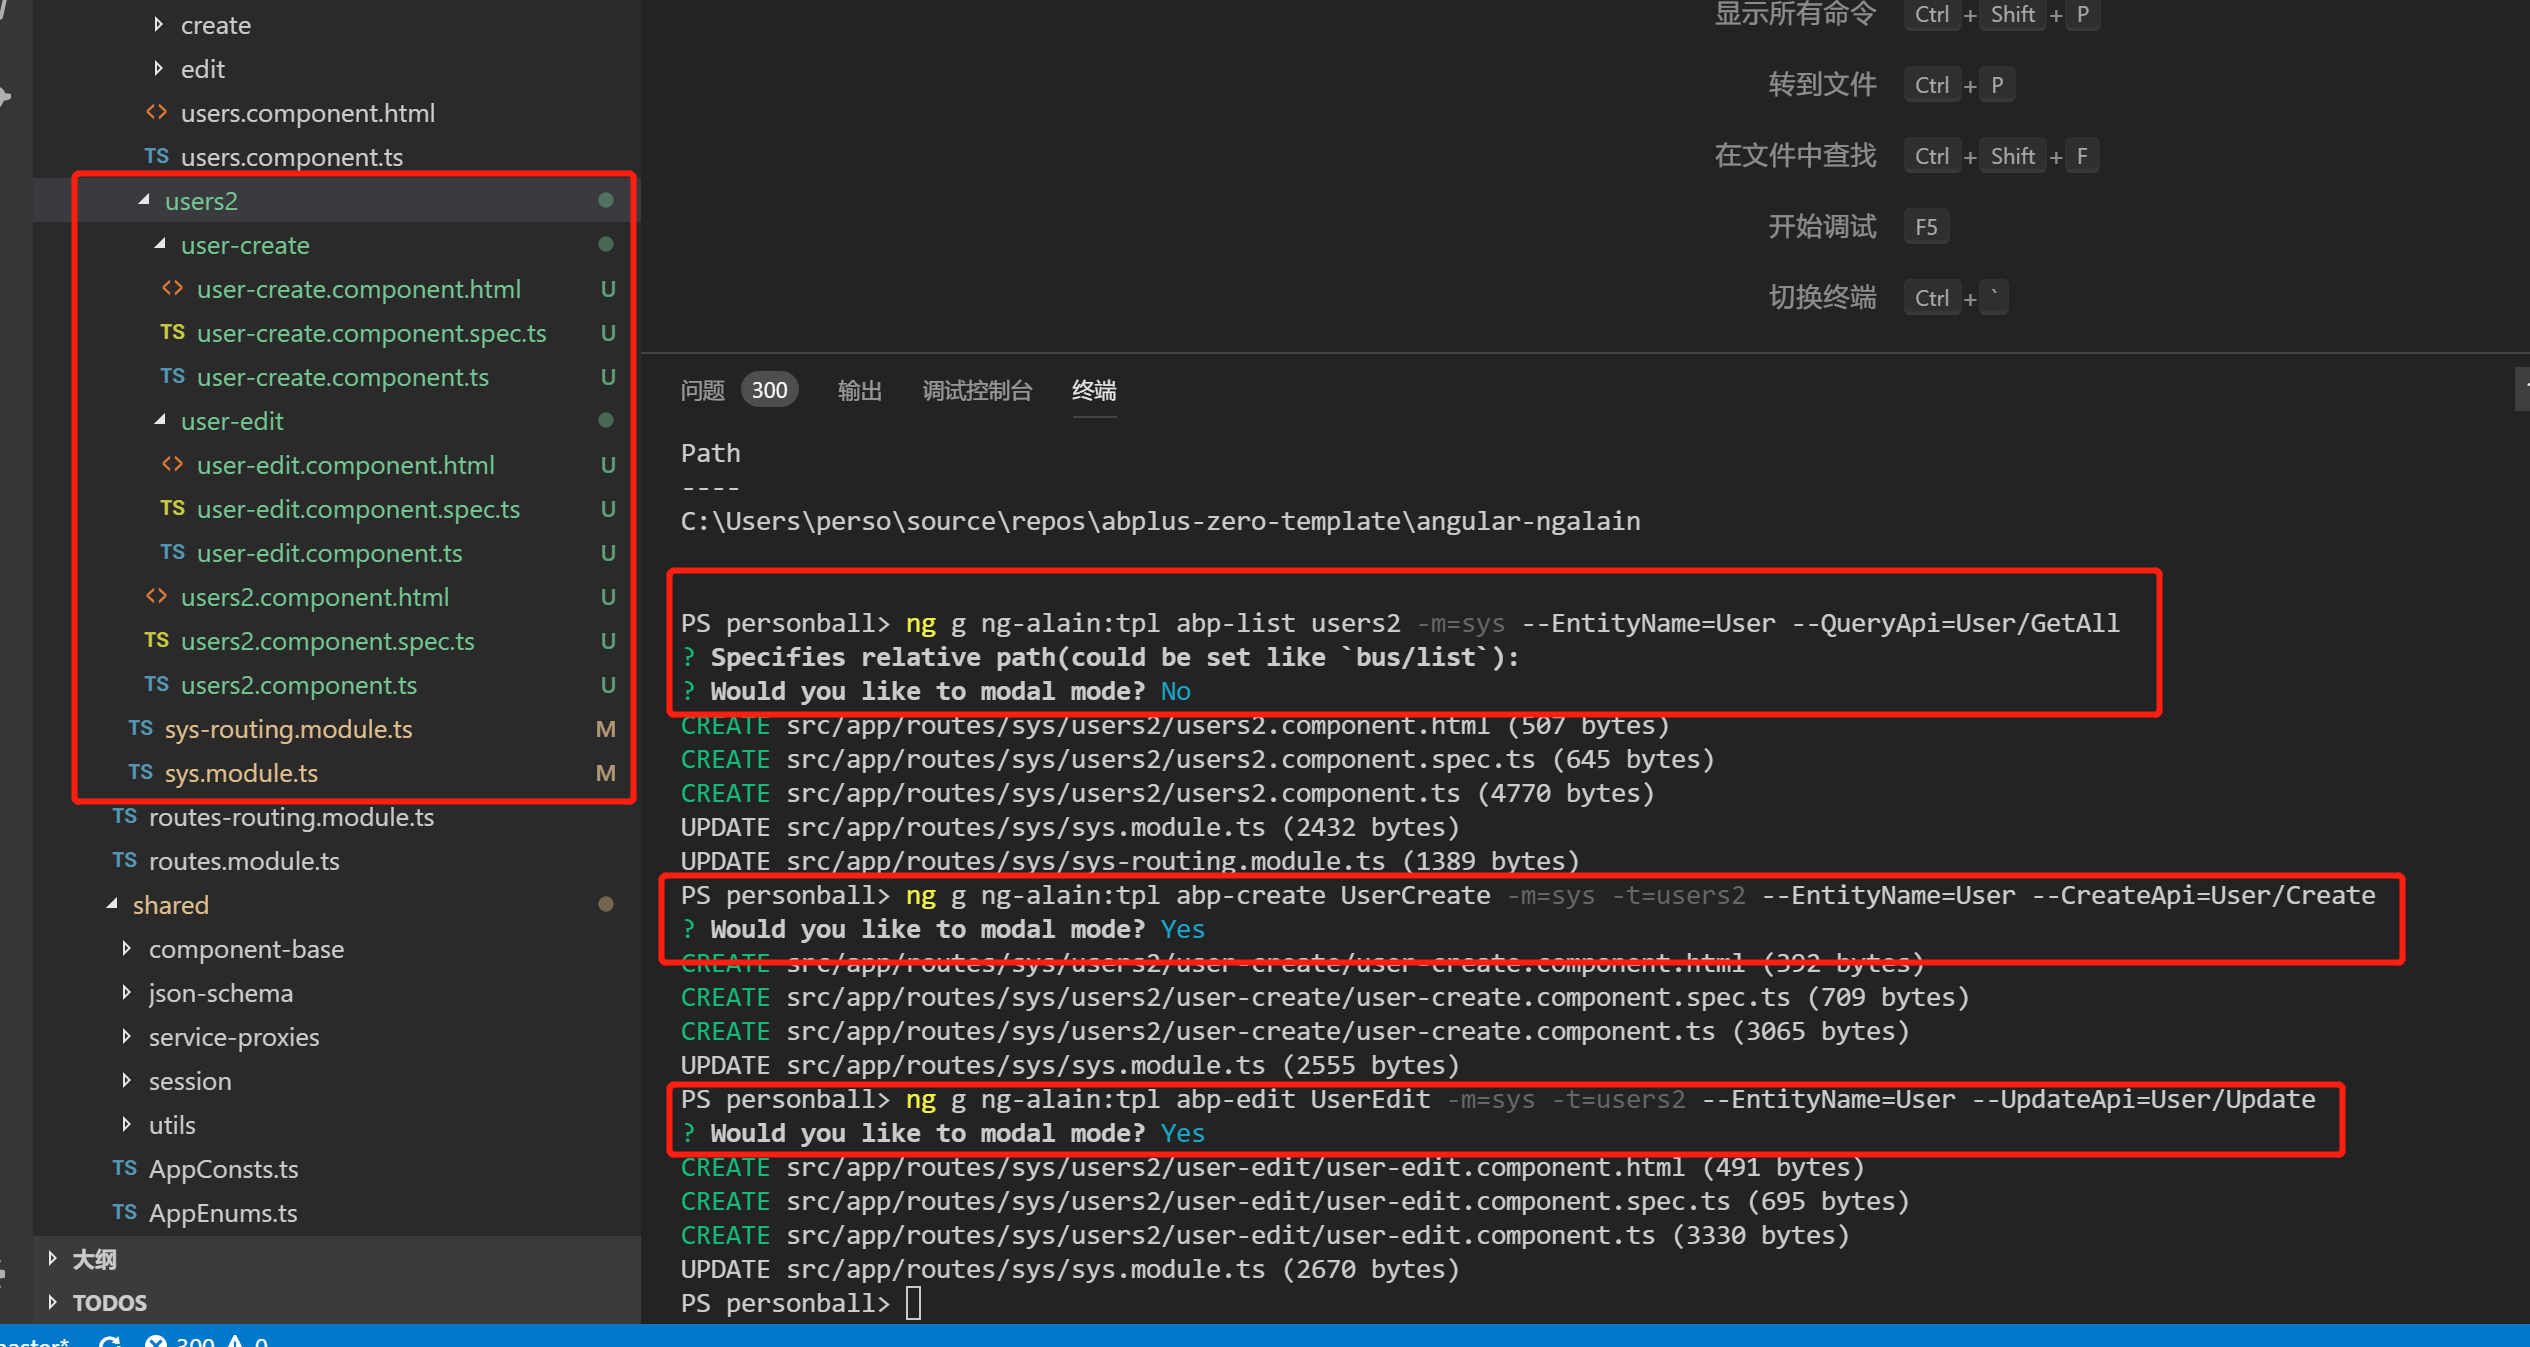 create
edit
<> users.component.html
TS users.component.ts
users2
user-create
<> user-create.component.html U
TS user-create.component.spec.ts U
TS user-create.component.ts U
user-edit
<> user-edit.component.html U
TS user-edit.component.spec.ts U
TS user-edit.component.ts U
<> users2.component.html U
TS users2.component.spec.ts U
TS users2.component.ts U
TS sys-routing.module.ts M
TS sys.module.ts M
TS routes-routing.module.ts
TS routes.module.ts
shared
component-base
json-schema
service-proxies
session
utils
TS AppConsts.ts
TS AppEnums.ts
大纲
TODOS
显示所有命令 Ctrl + Shift + P
转到文件 Ctrl + P
在文件中查找 Ctrl + Shift + F
开始调试 F5
切换终端 Ctrl + `
问题 300 输出 调试控制台 终端
Path
----
C:\Users\perso\source\repos\abplus-zero-template\angular-ngalain
PS personball> ng g ng-alain:tpl abp-list users2 -m=sys --EntityName=User --QueryApi=User/GetAll
? Specifies relative path(could be set like `bus/list`):
? Would you like to modal mode? No
CREATE src/app/routes/sys/users2/users2.component.html (507 bytes)
CREATE src/app/routes/sys/users2/users2.component.spec.ts (645 bytes)
CREATE src/app/routes/sys/users2/users2.component.ts (4770 bytes)
UPDATE src/app/routes/sys/sys.module.ts (2432 bytes)
UPDATE src/app/routes/sys/sys-routing.module.ts (1389 bytes)
PS personball> ng g ng-alain:tpl abp-create UserCreate -m=sys -t=users2 --EntityName=User --CreateApi=User/Create
? Would you like to modal mode? Yes
CREATE src/app/routes/sys/users2/user-create/user-create.component.html (392 bytes)
CREATE src/app/routes/sys/users2/user-create/user-create.component.spec.ts (709 bytes)
CREATE src/app/routes/sys/users2/user-create/user-create.component.ts (3065 bytes)
UPDATE src/app/routes/sys/sys.module.ts (2555 bytes)
PS personball> ng g ng-alain:tpl abp-edit UserEdit -m=sys -t=users2 --EntityName=User --UpdateApi=User/Update
? Would you like to modal mode? Yes
CREATE src/app/routes/sys/users2/user-edit/user-edit.component.html (491 bytes)
CREATE src/app/routes/sys/users2/user-edit/user-edit.component.spec.ts (695 bytes)
CREATE src/app/routes/sys/users2/user-edit/user-edit.component.ts (3330 bytes)
UPDATE src/app/routes/sys/sys.module.ts (2670 bytes)
PS personball>
300 0